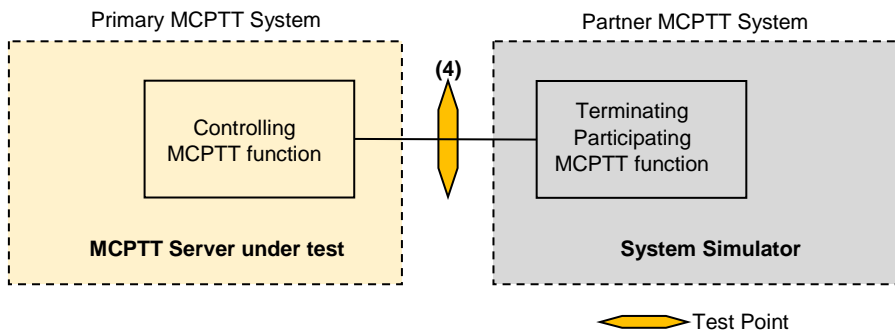 Primary MCPTT System
Partner MCPTT System
(4)
Controlling
MCPTT function
Terminating
Participating
MCPTT function
MCPTT Server under test
System Simulator
Test Point